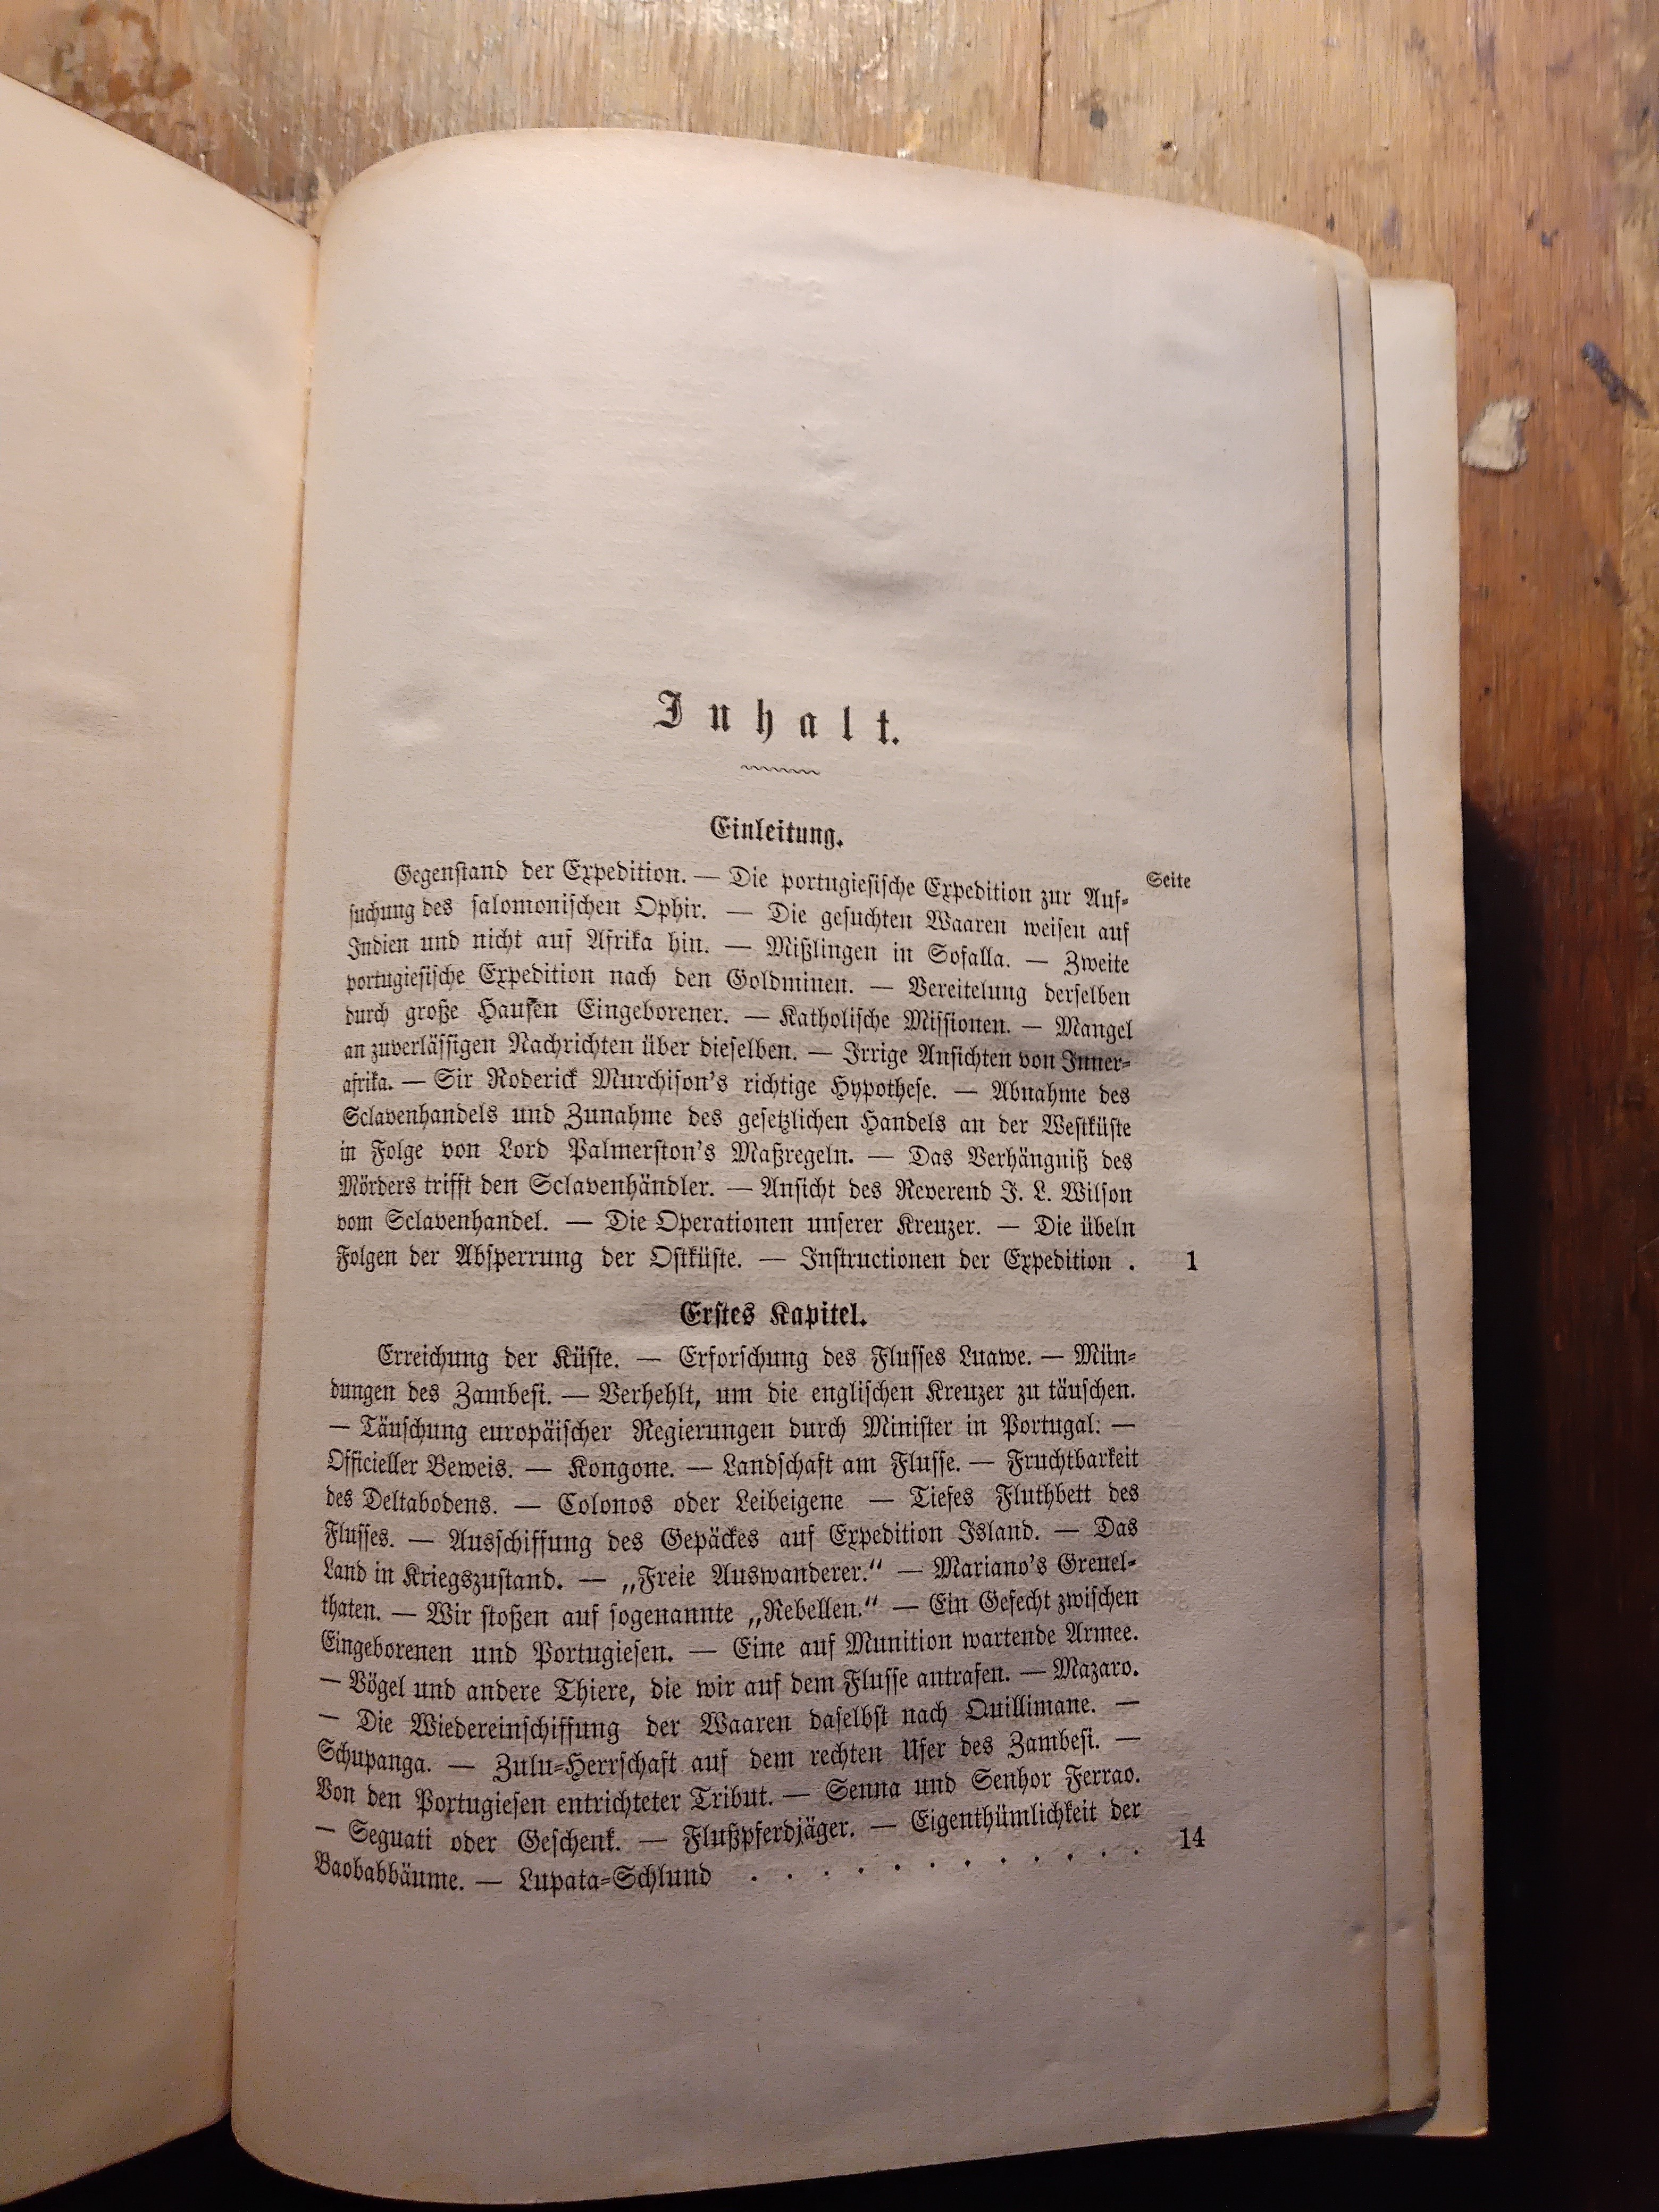 Inhalt.
Einleitung.
Seite
Gegenstand der Expedition. — Die portugiesische Expedition zur Auf-
suchung des salomonischen Ophir. — Die gesuchten Waaren weisen auf
Indien und nicht auf Afrika hin. — Mißlingen in Sofalla. — Zweite
portugiesische Expedition nach den Goldminen. — Vereitelung derselben
durch große Haufen Eingeborener. — Katholische Missionen. — Mangel
an zuverlässigen Nachrichten über dieselben. — Irrige Ansichten von Inner-
afrika. — Sir Roderick Murchison's richtige Hypothese. — Abnahme des
Sclavenhandels und Zunahme des gesetzlichen Handels an der Westküste
in Folge von Lord Palmerston's Maßregeln. — Das Verhängniß des
Mörders trifft den Sclavenhändler. — Ansicht des Reverend J. L. Wilson
vom Sclavenhandel. — Die Operationen unserer Kreuzer. — Die übeln
Folgen der Absperrung der Ostküste. — Instructionen der Expedition . 1
Erstes Kapitel.
Erreichung der Küste. — Erforschung des Flusses Luawe. — Mün-
dungen des Zambesi. — Verhehlt, um die englischen Kreuzer zu täuschen.
— Täuschung europäischer Regierungen durch Minister in Portugal. —
Officieller Beweis. — Kongone. — Landschaft am Flusse. — Fruchtbarkeit
des Deltabodens. — Colonos oder Leibeigene — Tiefes Fluthbett des
Flusses. — Ausschiffung des Gepäckes auf Expedition Island. — Das
Land in Kriegszustand. — „Freie Auswanderer.“ — Mariano's Greuel-
thaten. — Wir stoßen auf sogenannte „Rebellen.“ — Ein Gefecht zwischen
Eingeborenen und Portugiesen. — Eine auf Munition wartende Armee.
— Vögel und andere Thiere, die wir auf dem Flusse antrafen. — Mazaro.
— Die Wiedereinschiffung der Waaren daselbst nach Quillimane. —
Schupanga. — Zulu-Herrschaft auf dem rechten Ufer des Zambesi. —
Von den Portugiesen entrichteter Tribut. — Senna und Senhor Ferrao.
— Seguati oder Geschenk. — Flußpferdjäger. — Eigenthümlichkeit der
Baobabbäume. — Lupata-Schlund . . . . . . . . . . . . 14